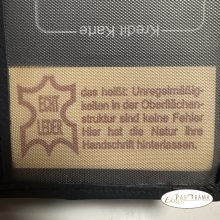 Kredit Karte
ECHT
LEDER
das heißt: Unregelmäßig-
keiten in der Oberflächen-
struktur sind keine Fehler
Hier hat die Natur Ihre
Handschrift hinterlassen.
PANORAMA